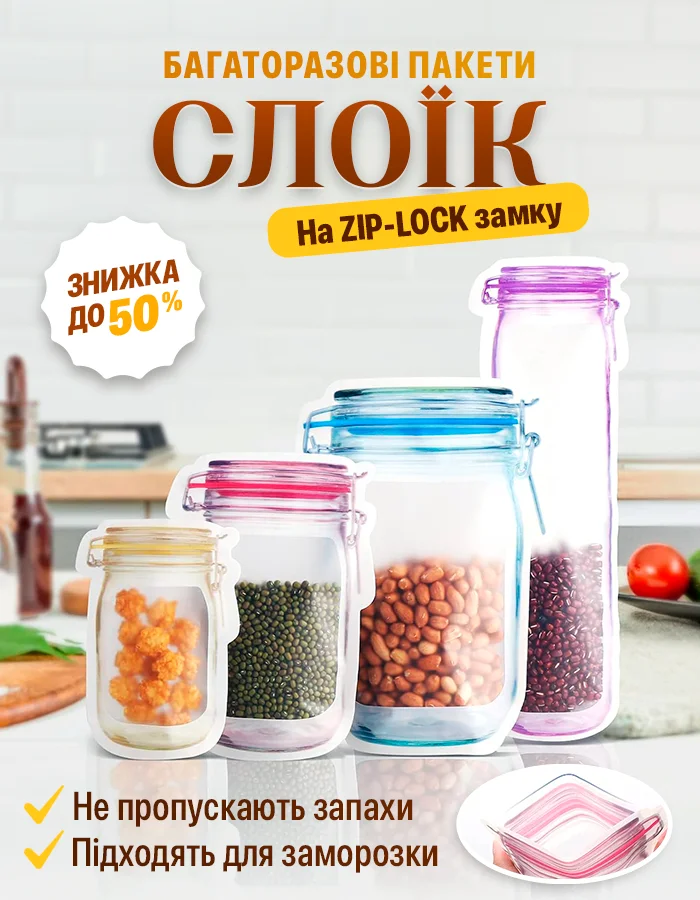 БАГАТОРАЗОВІ ПАКЕТИ
СЛОЇК
На ZIP-LOCK замку
ЗНИЖКА
ДО 50%
Не пропускають запахи
Підходять для заморозки